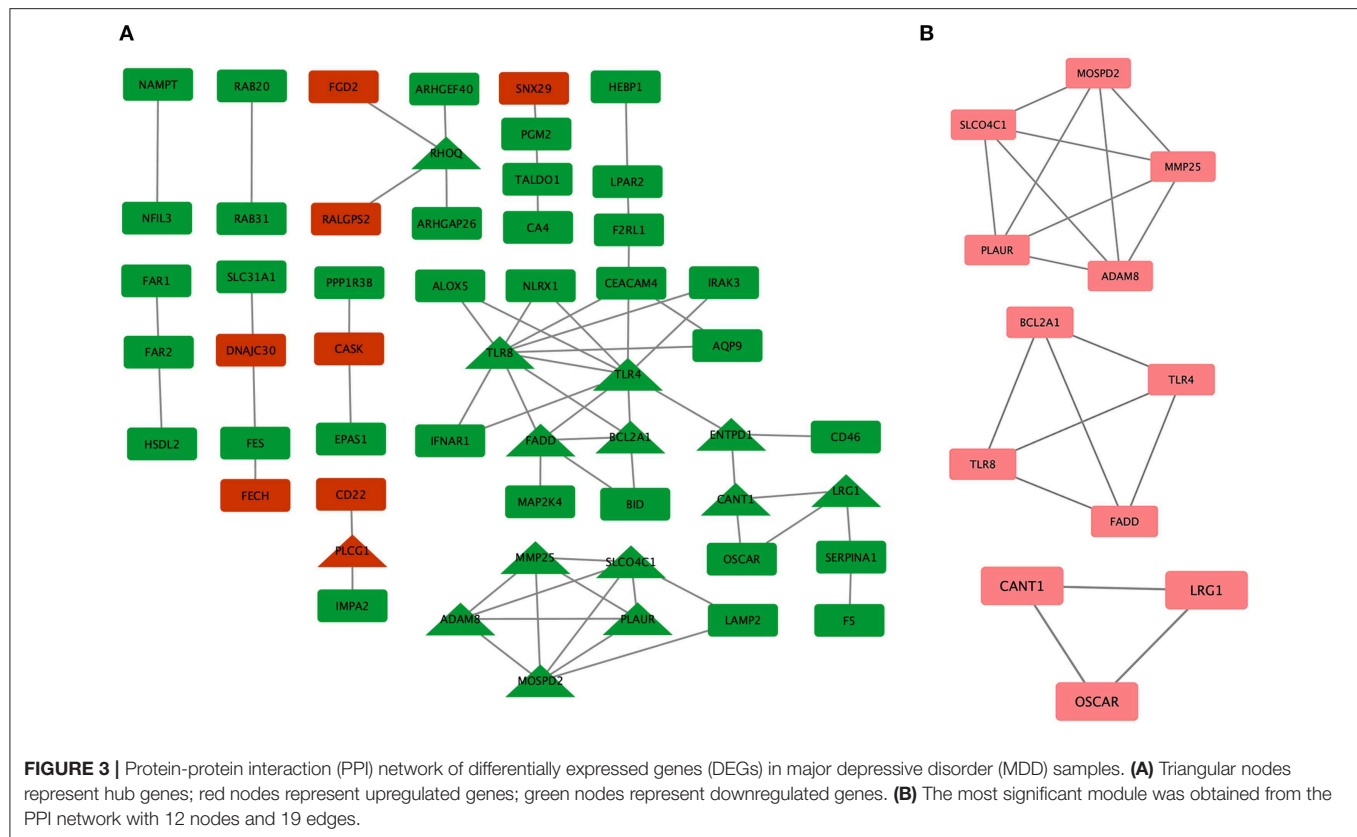 A
B
NAMPT
RAB20
FGD2
ARHGEF40
SNX29
HEBP1
RHOQ
PGM2
TALDO1
LPAR2
NFIL3
RAB31
RALGPS2
ARHGAP26
CA4
F2RL1
FAR1
SLC31A1
PPP1R3B
ALOX5
NLRX1
CEACAM4
IRAK3
FAR2
DNAJC30
CASK
TLR8
TLR4
AQP9
HSDL2
FES
EPAS1
IFNAR1
FADD
BCL2A1
ENTPD1
CD46
FECH
CD22
MAP2K4
BID
CANT1
LRG1
PLCG1
MMP25
SLCO4C1
OSCAR
SERPINA1
IMPA2
ADAM8
PLAUR
LAMP2
F5
MOSPD2
MOSPD2
SLCO4C1
MMP25
PLAUR
ADAM8
BCL2A1
TLR4
TLR8
FADD
CANT1
LRG1
OSCAR
FIGURE 3 | Protein-protein interaction (PPI) network of differentially expressed genes (DEGs) in major depressive disorder (MDD) samples. (A) Triangular nodes
represent hub genes; red nodes represent upregulated genes; green nodes represent downregulated genes. (B) The most significant module was obtained from the
PPI network with 12 nodes and 19 edges.